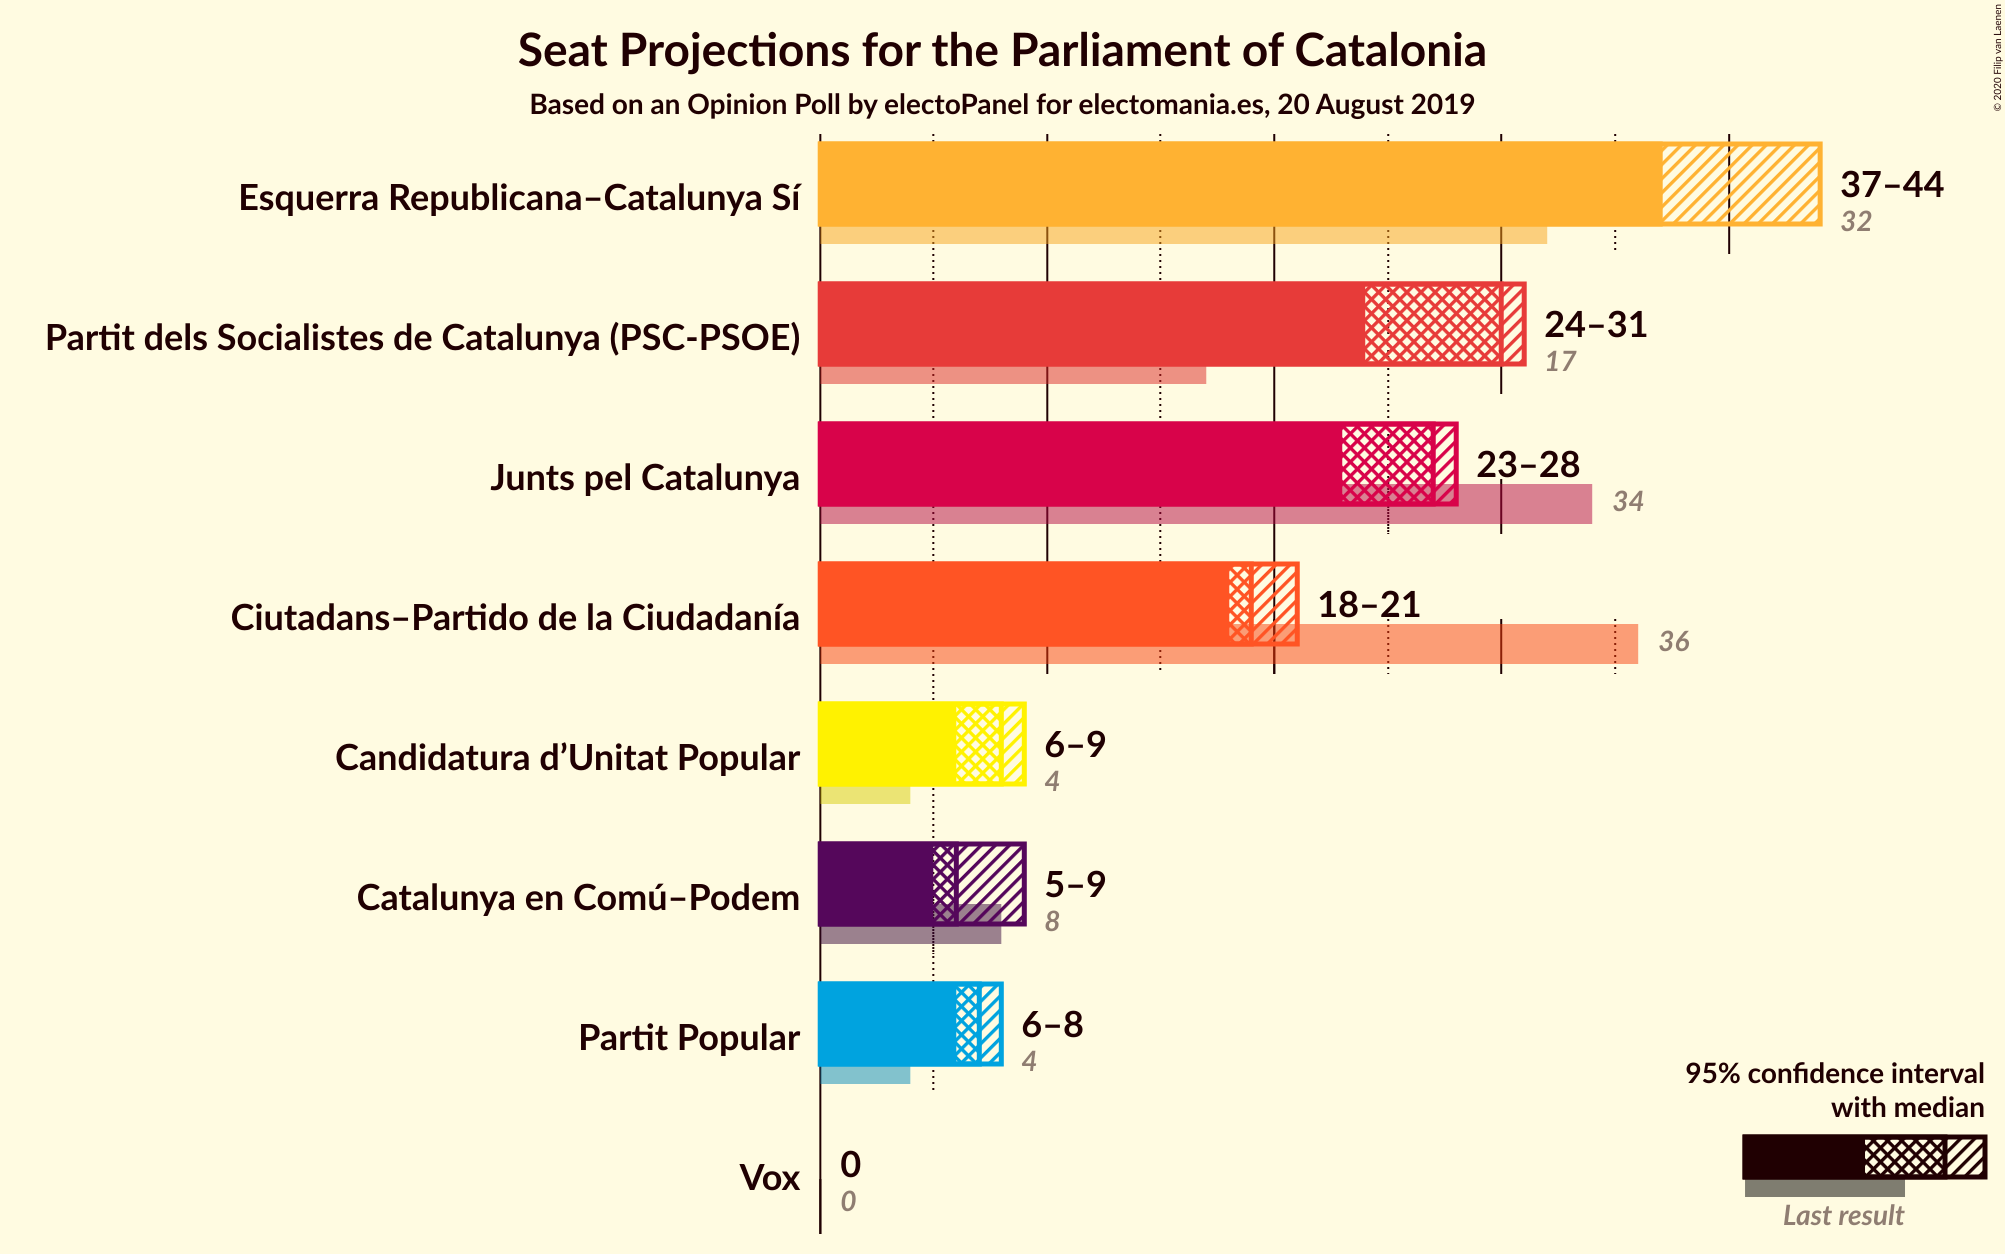 Seat Projections for the Parliament of Catalonia
Based on an Opinion Poll by electoPanel for electomania.es, 20 August 2019
© 2020 Filip van Laenen
Esquerra Republicana–Catalunya Sí
37–44
32
Partit dels Socialistes de Catalunya (PSC-PSOE)
24–31
17
Junts pel Catalunya
23–28
34
Ciutadans–Partido de la Ciudadanía
18–21
36
Candidatura d’Unitat Popular
6–9
4
Catalunya en Comú–Podem
5–9
8
Partit Popular
6–8
4
Vox
0
0
95% confidence interval
with median
Last result